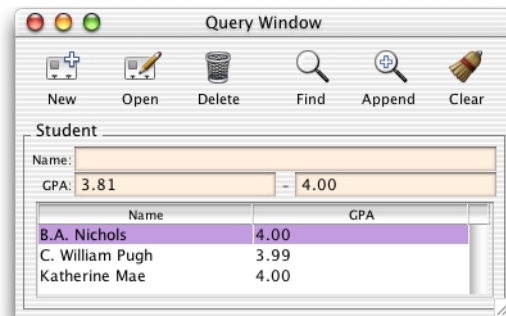 Query Window
New Open Delete Find Append Clear
Student
Name:
GPA: 3.81 - 4.00
Name GPA
B.A. Nichols 4.00
C. William Pugh 3.99
Katherine Mae 4.00